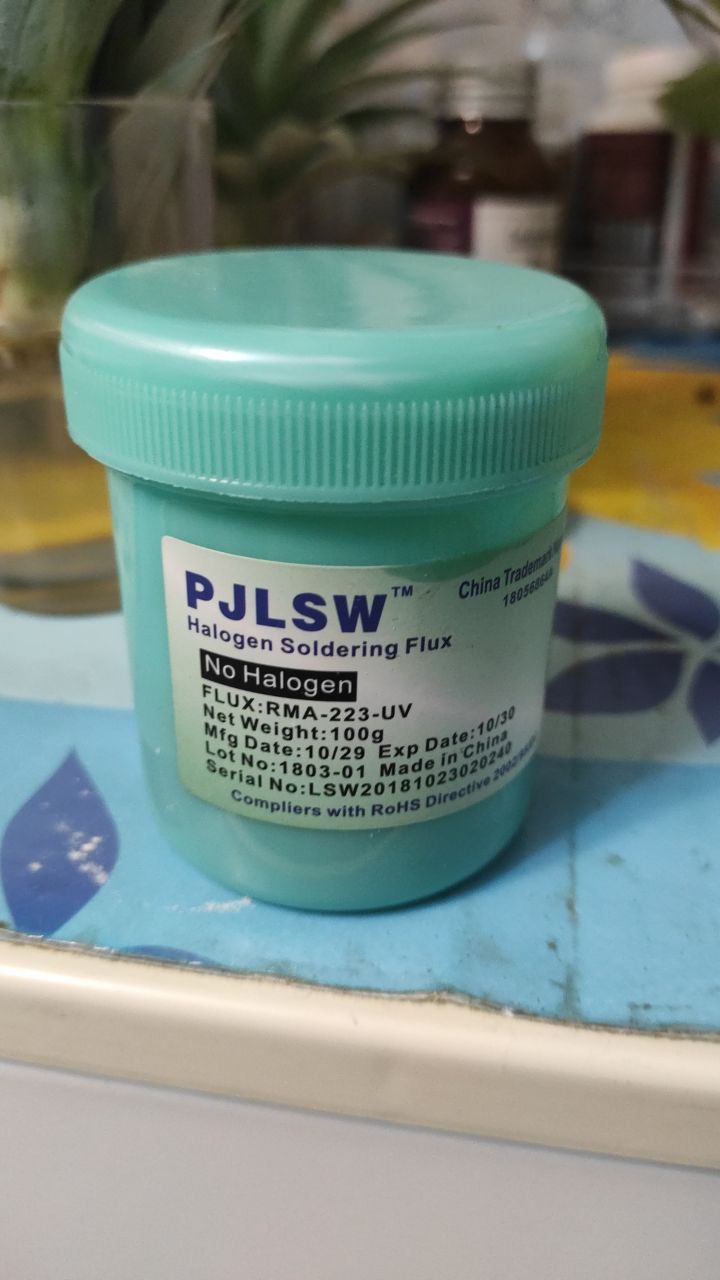 PJLSW™
China Trademark
Halogen Soldering Flux
No Halogen
FLUX:RMA-223-UV
Net Weight:100g
Mfg Date:10/29 Exp Date:10/30
Lot No:1803-01 Made in China
Serial No:LSW20181023020240
Compliers with RoHS Directive